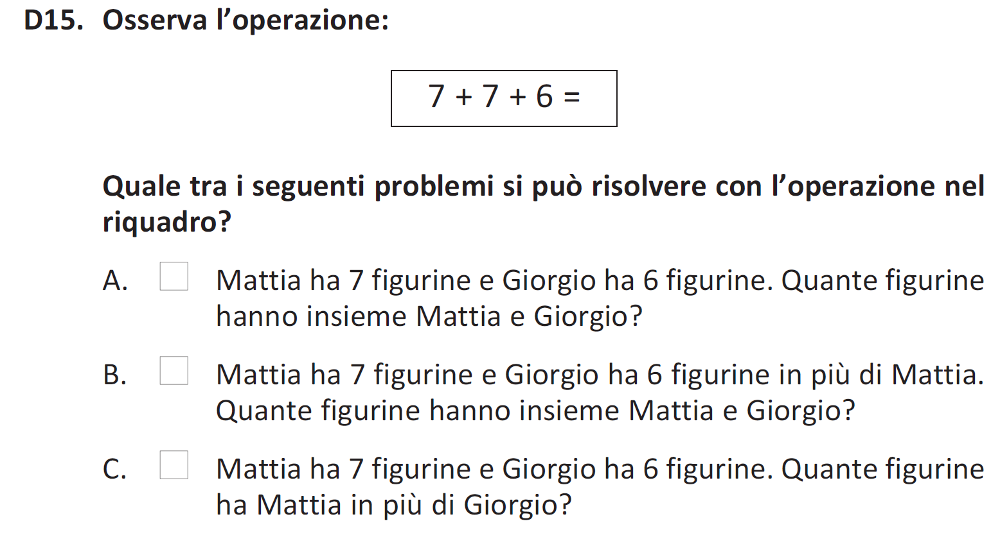 D15. Osserva l’operazione:
7 + 7 + 6 =
Quale tra i seguenti problemi si può risolvere con l’operazione nel
riquadro?
A. Mattia ha 7 figurine e Giorgio ha 6 figurine. Quante figurine
hanno insieme Mattia e Giorgio?
B. Mattia ha 7 figurine e Giorgio ha 6 figurine in più di Mattia.
Quante figurine hanno insieme Mattia e Giorgio?
C. Mattia ha 7 figurine e Giorgio ha 6 figurine. Quante figurine
ha Mattia in più di Giorgio?